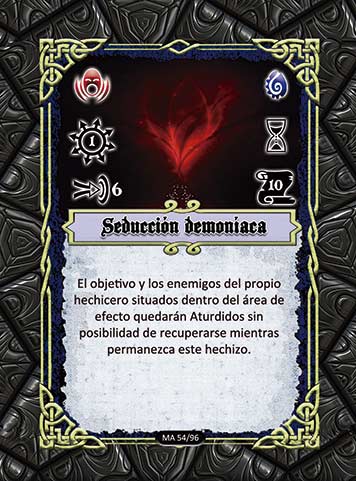 1
6
10
Seducción demoníaca
El objetivo y los enemigos del propio
hechicero situados dentro del área de
efecto quedarán Aturdidos sin
posibilidad de recuperarse mientras
permanezca este hechizo.
MA 54/96